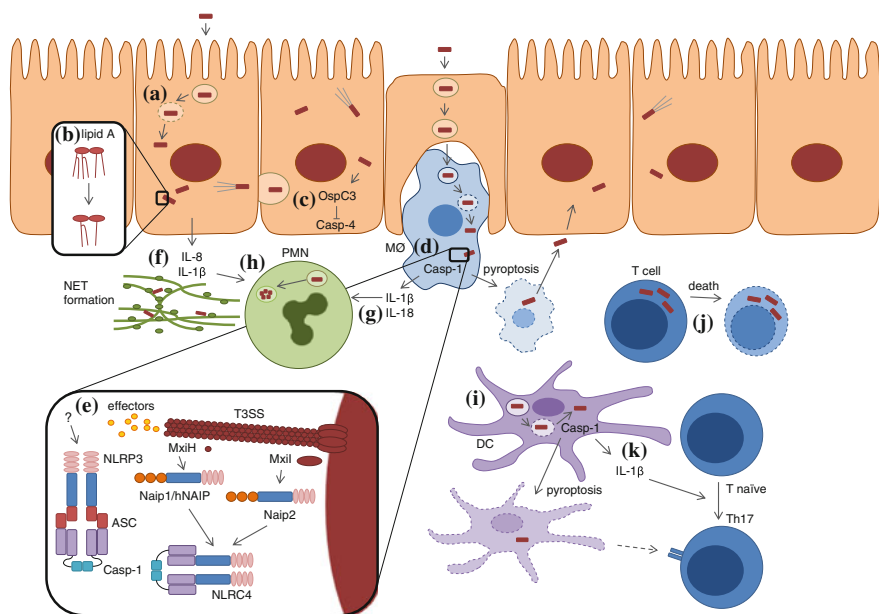 (a)
(b)
lipid A
(c)
OspC3
Casp-4
MØ
(d)
Casp-1
pyroptosis
(f)
IL-8
IL-1β
(h)
PMN
NET
formation
IL-1β
(g)
IL-18
T cell
death
(j)
(e)
effectors
T3SS
?
NLRP3
MxiH
MxiI
Naip1/hNAIP
Naip2
ASC
Casp-1
NLRC4
(i)
DC
Casp-1
(k)
IL-1β
pyroptosis
T naïve
Th17